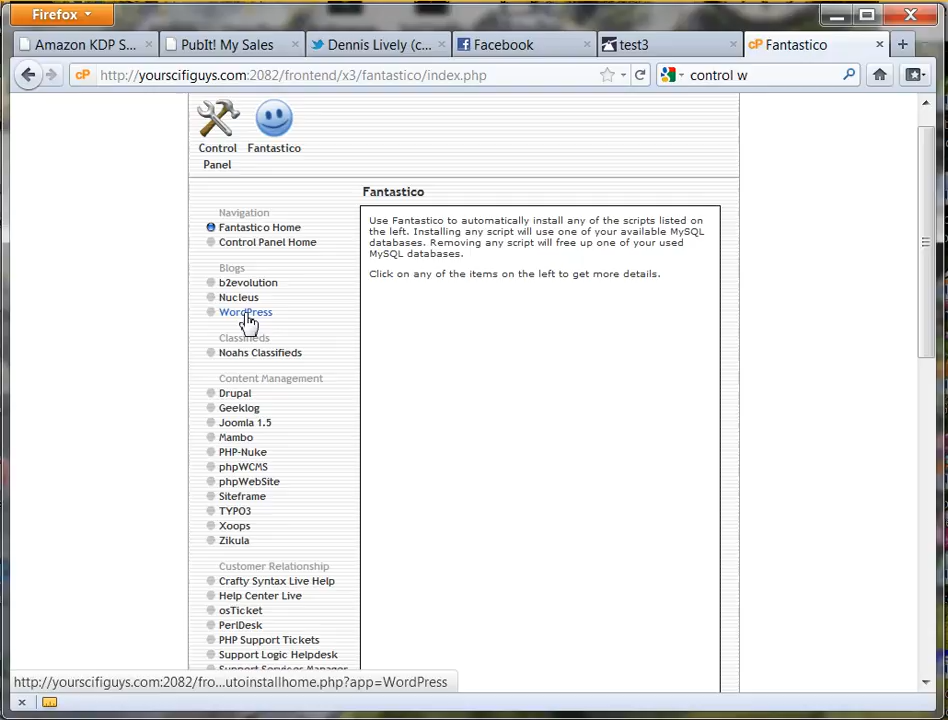 Firefox
Amazon KDP S...
PubIt! My Sales
Dennis Lively (c...
Facebook
test3
cP Fantastico
cP http://yourscifiguys.com:2082/frontend/x3/fantastico/index.php
control w
Control Panel
Fantastico
Fantastico
Navigation
Fantastico Home
Control Panel Home
Blogs
b2evolution
Nucleus
WordPress
Classifieds
Noahs Classifieds
Content Management
Drupal
Geeklog
Joomla 1.5
Mambo
PHP-Nuke
phpWCMS
phpWebSite
Siteframe
TYPO3
Xoops
Zikula
Customer Relationship
Crafty Syntax Live Help
Help Center Live
osTicket
PerlDesk
PHP Support Tickets
Support Logic Helpdesk
Support Services Manager
Use Fantastico to automatically install any of the scripts listed on
the left. Installing any script will use one of your available MySQL
databases. Removing any script will free up one of your used
MySQL databases.
Click on any of the items on the left to get more details.
http://yourscifiguys.com:2082/fro...utoinstallhome.php?app=WordPress